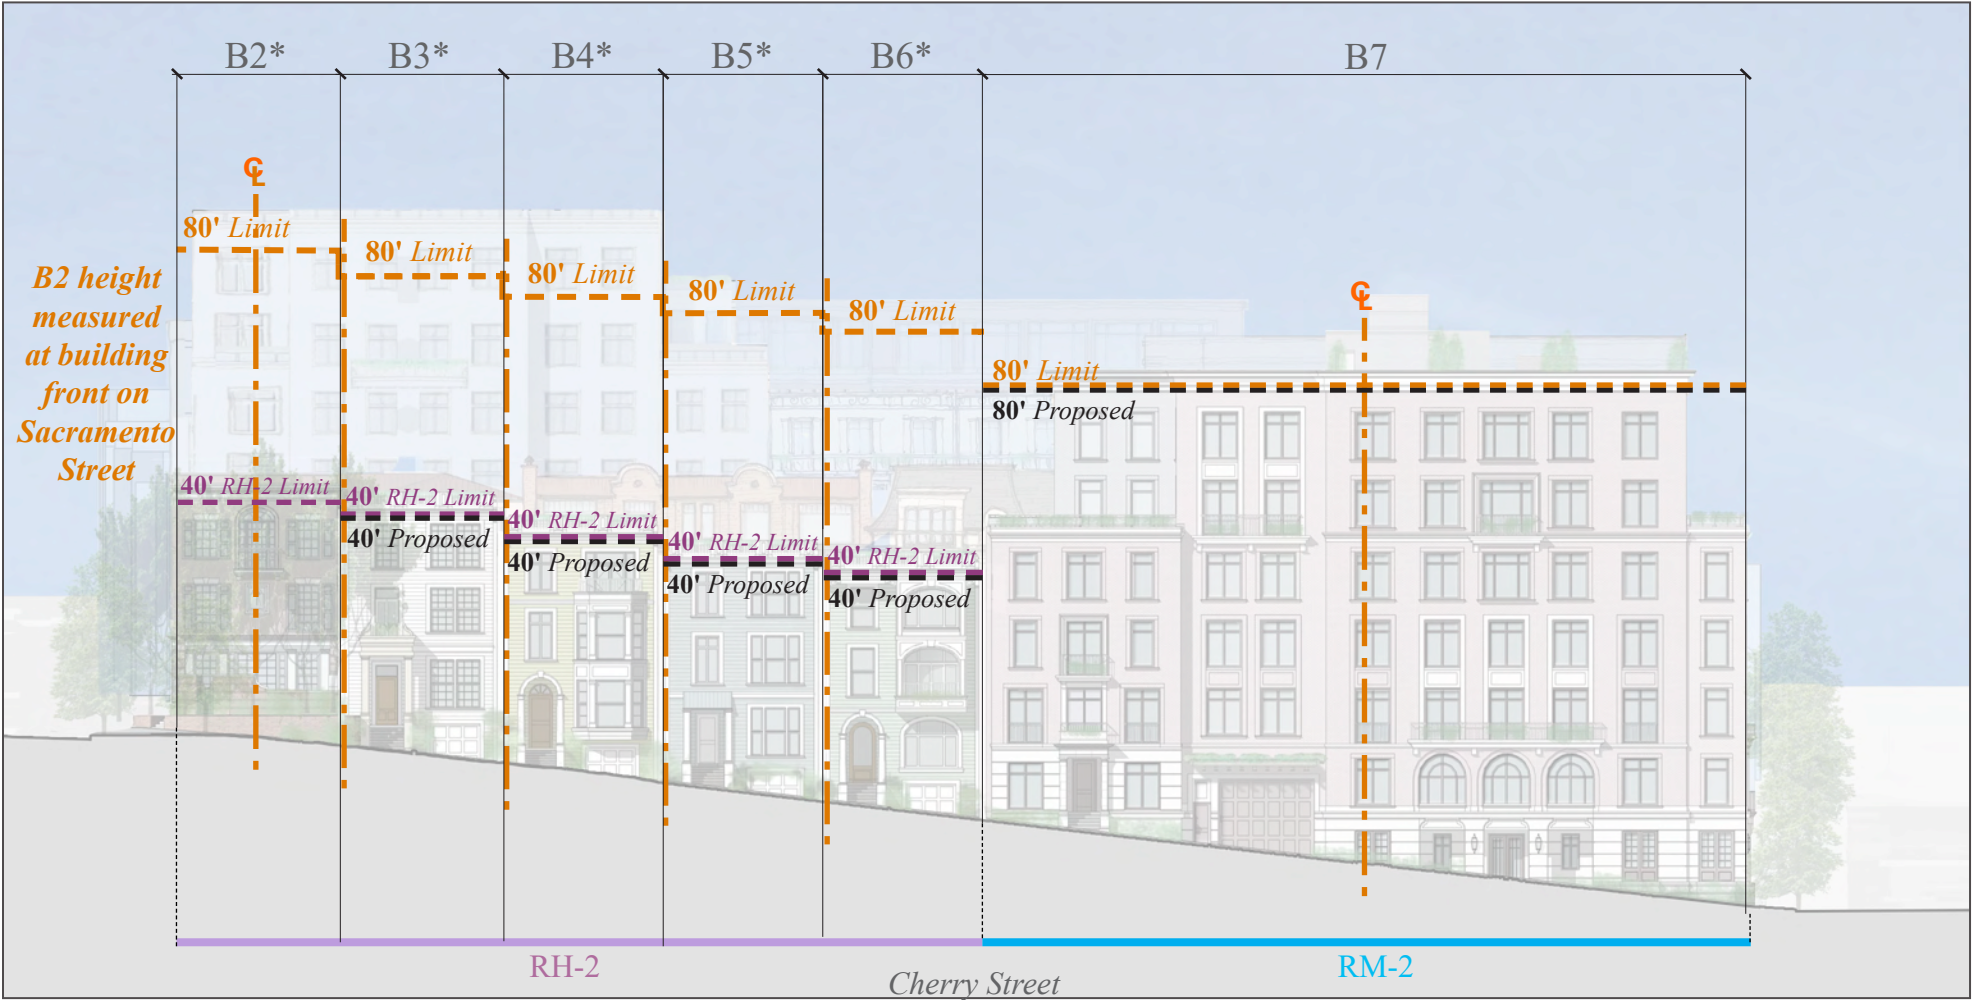 B2* B3* B4* B5* B6* B7
℄
80' Limit
80' Limit
80' Limit
80' Limit
80' Limit
℄
80' Limit
80' Proposed
B2 height
measured
at building
front on
Sacramento
Street
40' RH-2 Limit
40' RH-2 Limit
40' Proposed
40' RH-2 Limit
40' Proposed
40' RH-2 Limit
40' Proposed
40' RH-2 Limit
40' Proposed
RH-2
RM-2
Cherry Street